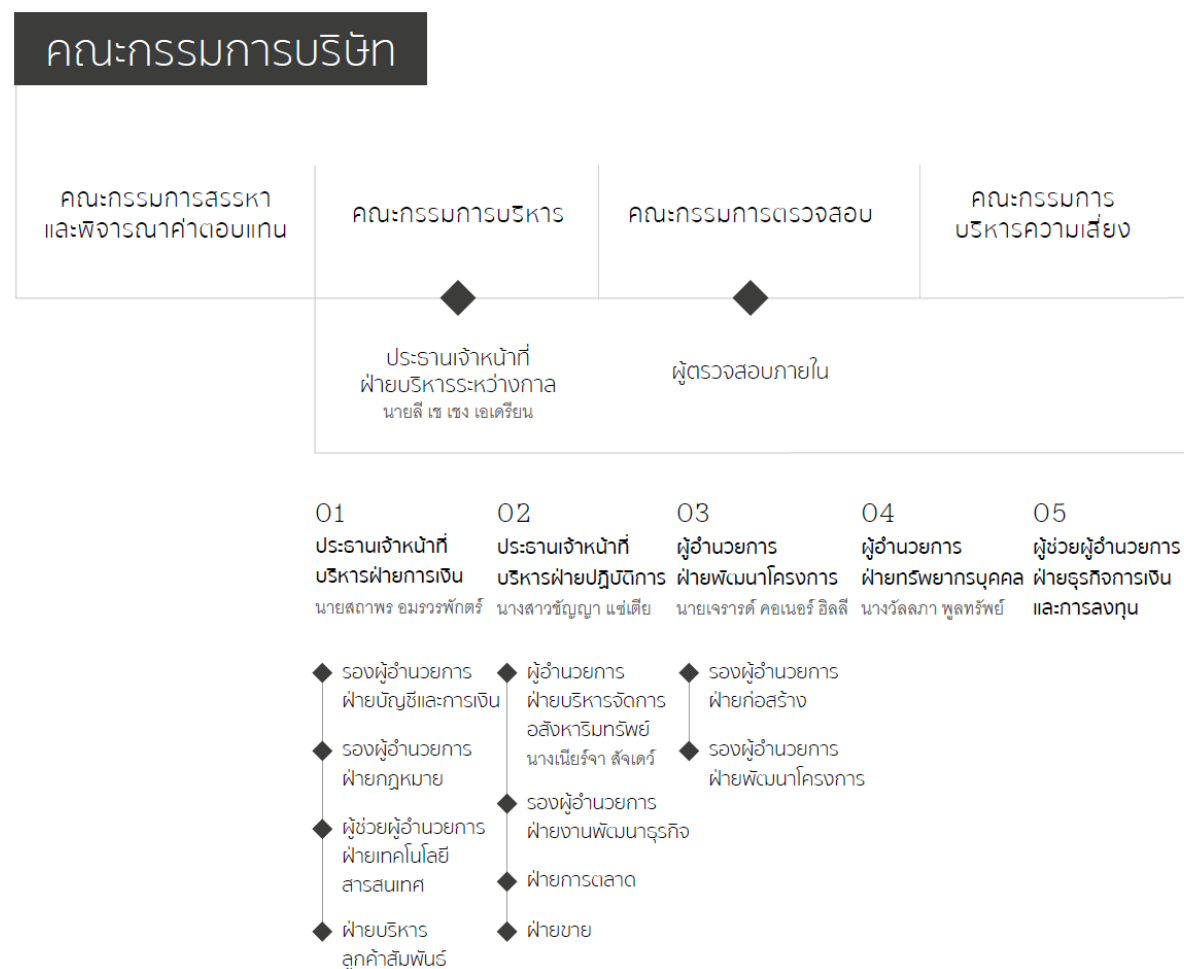 คณะกรรมการบริษัท
คณะกรรมการสรรหา
และพิจารณาค่าตอบแทน
คณะกรรมการบริหาร
คณะกรรมการตรวจสอบ
คณะกรรมการ
บริหารความเสี่ยง
ประธานเจ้าหน้าที่
ฝ่ายบริหารระหว่างกาล
นายลี เช เชง เอเดรียน
ผู้ตรวจสอบภายใน
01
ประธานเจ้าหน้าที่
บริหารฝ่ายการเงิน
นายสถาพร อมรวรพักตร์
รองผู้อำนวยการ
ฝ่ายบัญชีและการเงิน
รองผู้อำนวยการ
ฝ่ายกฎหมาย
ผู้ช่วยผู้อำนวยการ
ฝ่ายเทคโนโลยี
สารสนเทศ
ฝ่ายบริหาร
ลูกค้าสัมพันธ์
02
ประธานเจ้าหน้าที่
บริหารฝ่ายปฏิบัติการ
นางสาวชัญญา แซ่เตีย
ผู้อำนวยการ
ฝ่ายบริหารจัดการ
อสังหาริมทรัพย์
นางเนียร์จา สัจเดว์
รองผู้อำนวยการ
ฝ่ายงานพัฒนาธุรกิจ
ฝ่ายการตลาด
ฝ่ายขาย
03
ผู้อำนวยการ
ฝ่ายพัฒนาโครงการ
นายเจรารด์ คอเนอร์ ฮิลลี
รองผู้อำนวยการ
ฝ่ายก่อสร้าง
รองผู้อำนวยการ
ฝ่ายพัฒนาโครงการ
04
ผู้อำนวยการ
ฝ่ายทรัพยากรบุคคล
นางวัลลภา พูลทรัพย์
05
ผู้ช่วยผู้อำนวยการ
ฝ่ายธุรกิจการเงิน
และการลงทุน